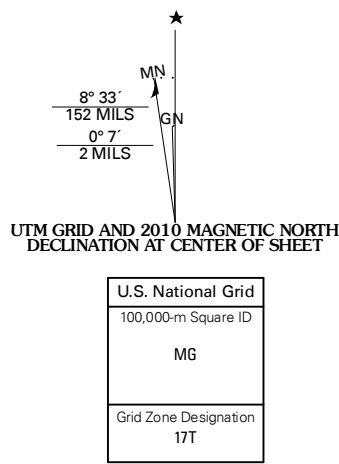 MN
8° 33´
152 MILS
GN
0° 7´
2 MILS
UTM GRID AND 2010 MAGNETIC NORTH
DECLINATION AT CENTER OF SHEET
U.S. National Grid
100,000-m Square ID
MG
Grid Zone Designation
17T